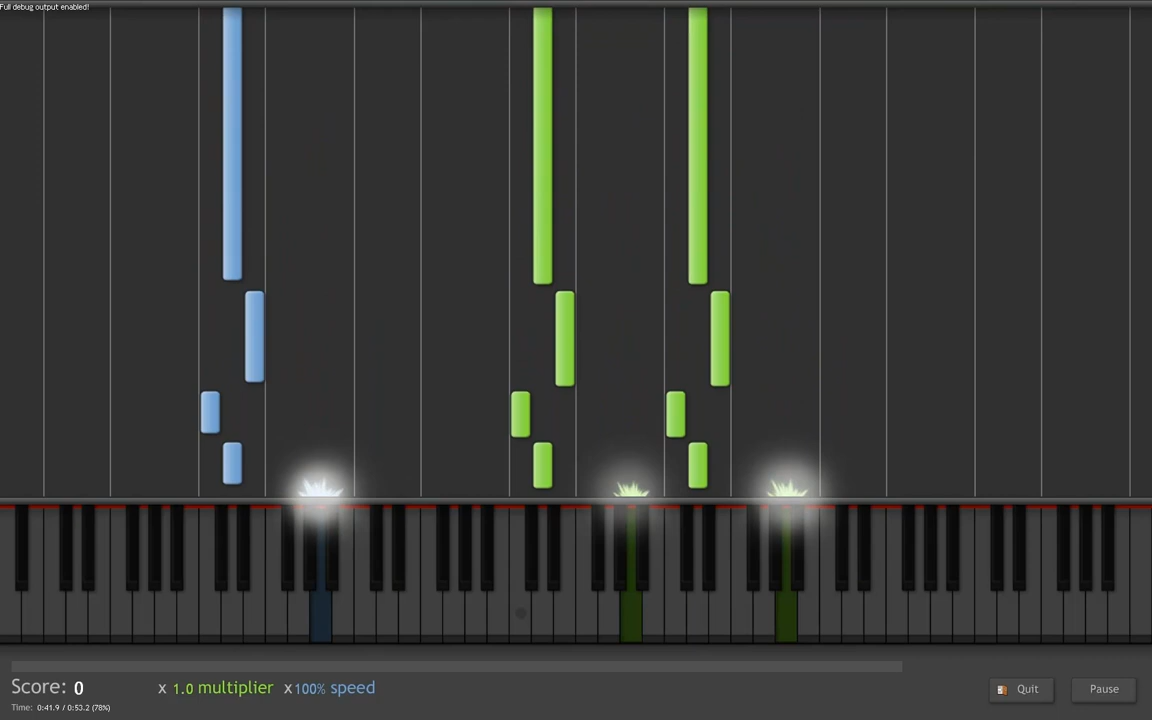 Full debug output enabled!
Score: 0 x 1.0 multiplier x100% speed
Quit Pause
Time: 0:41.9 / 0:53.2 (78%)